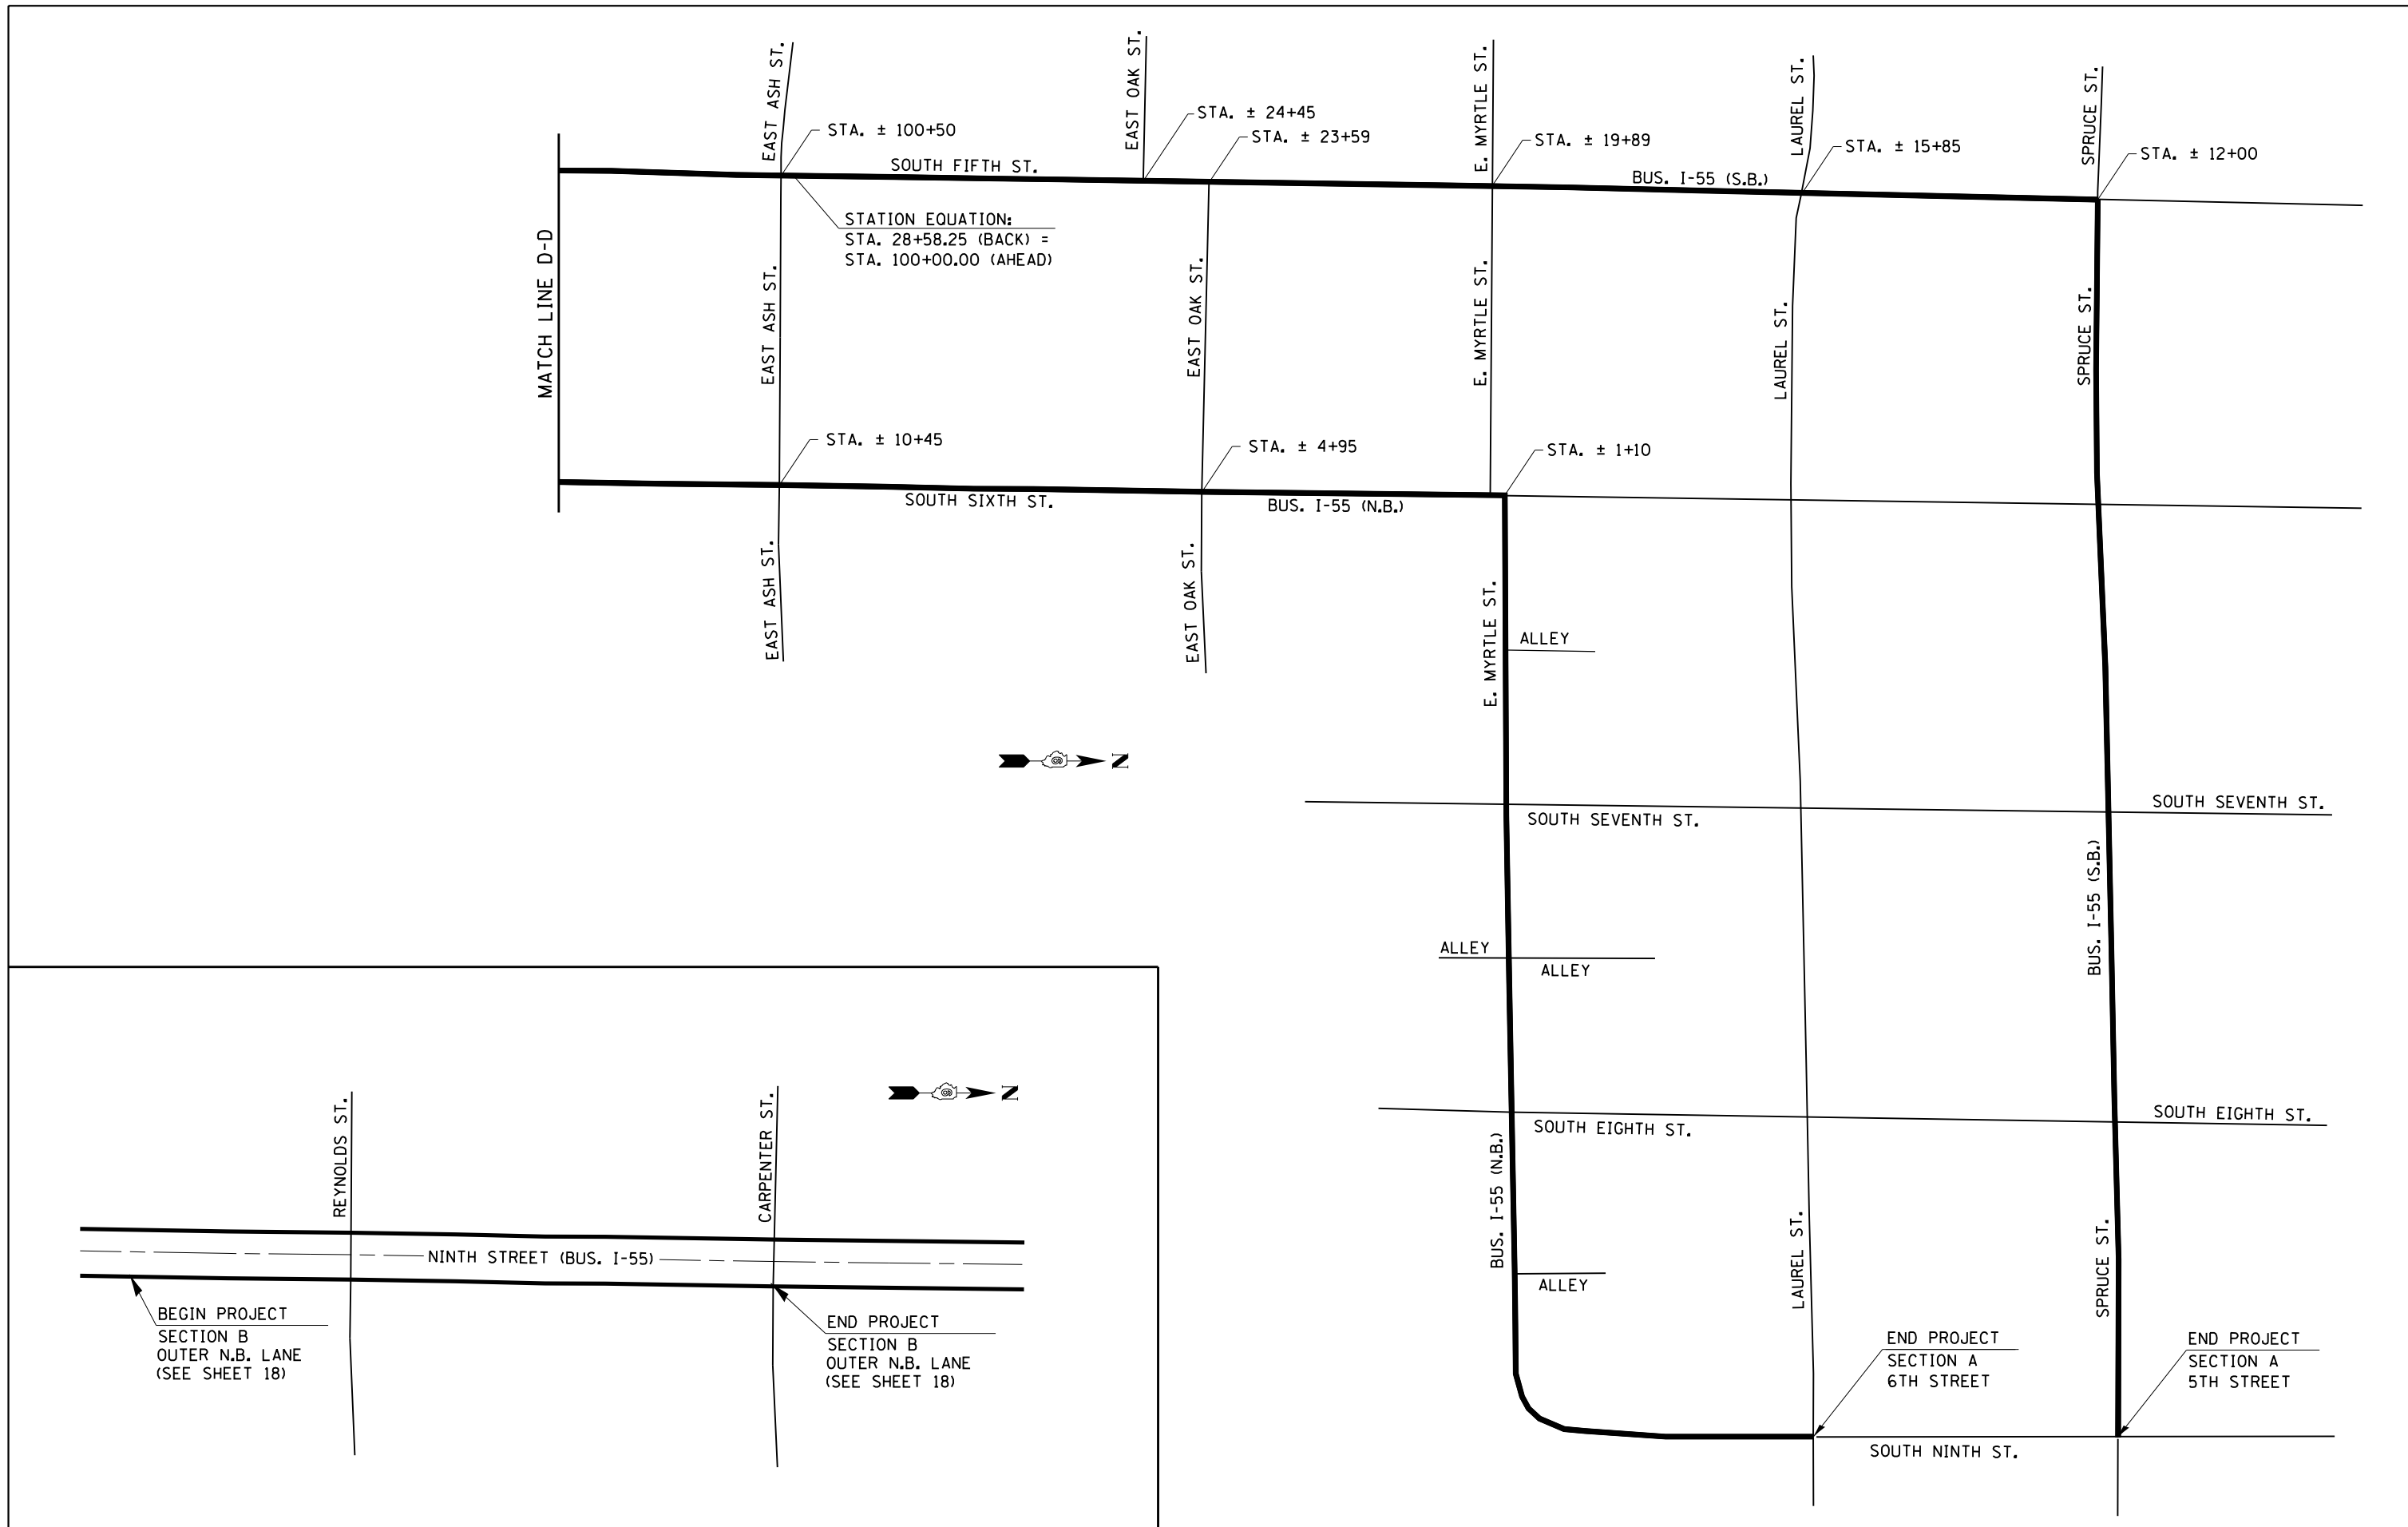 EAST ASH ST.
EAST OAK ST.
E. MYRTLE ST.
LAUREL ST.
SPRUCE ST.
STA. ± 100+50
STA. ± 24+45
STA. ± 23+59
STA. ± 19+89
STA. ± 15+85
STA. ± 12+00
SOUTH FIFTH ST.
BUS. I-55 (S.B.)
STATION EQUATION:
STA. 28+58.25 (BACK) =
STA. 100+00.00 (AHEAD)
MATCH LINE D-D
EAST ASH ST.
EAST OAK ST.
E. MYRTLE ST.
LAUREL ST.
SPRUCE ST.
STA. ± 10+45
STA. ± 4+95
STA. ± 1+10
SOUTH SIXTH ST.
BUS. I-55 (N.B.)
EAST ASH ST.
EAST OAK ST.
E. MYRTLE ST.
ALLEY
N
SOUTH SEVENTH ST.
SOUTH SEVENTH ST.
BUS. I-55 (S.B.)
ALLEY
ALLEY
SOUTH EIGHTH ST.
SOUTH EIGHTH ST.
BUS. I-55 (N.B.)
ALLEY
LAUREL ST.
SPRUCE ST.
END PROJECT
SECTION A
6TH STREET
END PROJECT
SECTION A
5TH STREET
SOUTH NINTH ST.
N
REYNOLDS ST.
CARPENTER ST.
NINTH STREET (BUS. I-55)
BEGIN PROJECT
SECTION B
OUTER N.B. LANE
(SEE SHEET 18)
END PROJECT
SECTION B
OUTER N.B. LANE
(SEE SHEET 18)